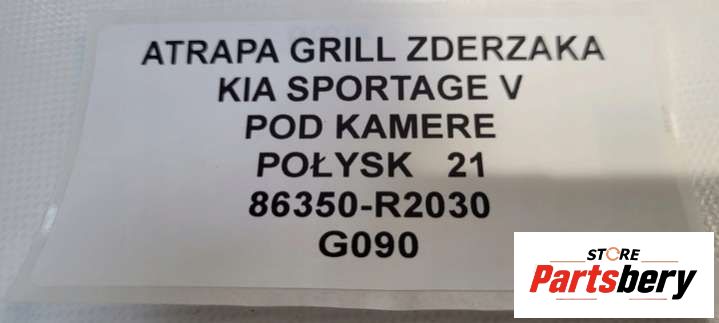 ATRAPA GRILL ZDERZAKA
KIA SPORTAGE V
POD KAMERE
POŁYSK 21
86350-R2030
G090
STORE
Partsbery